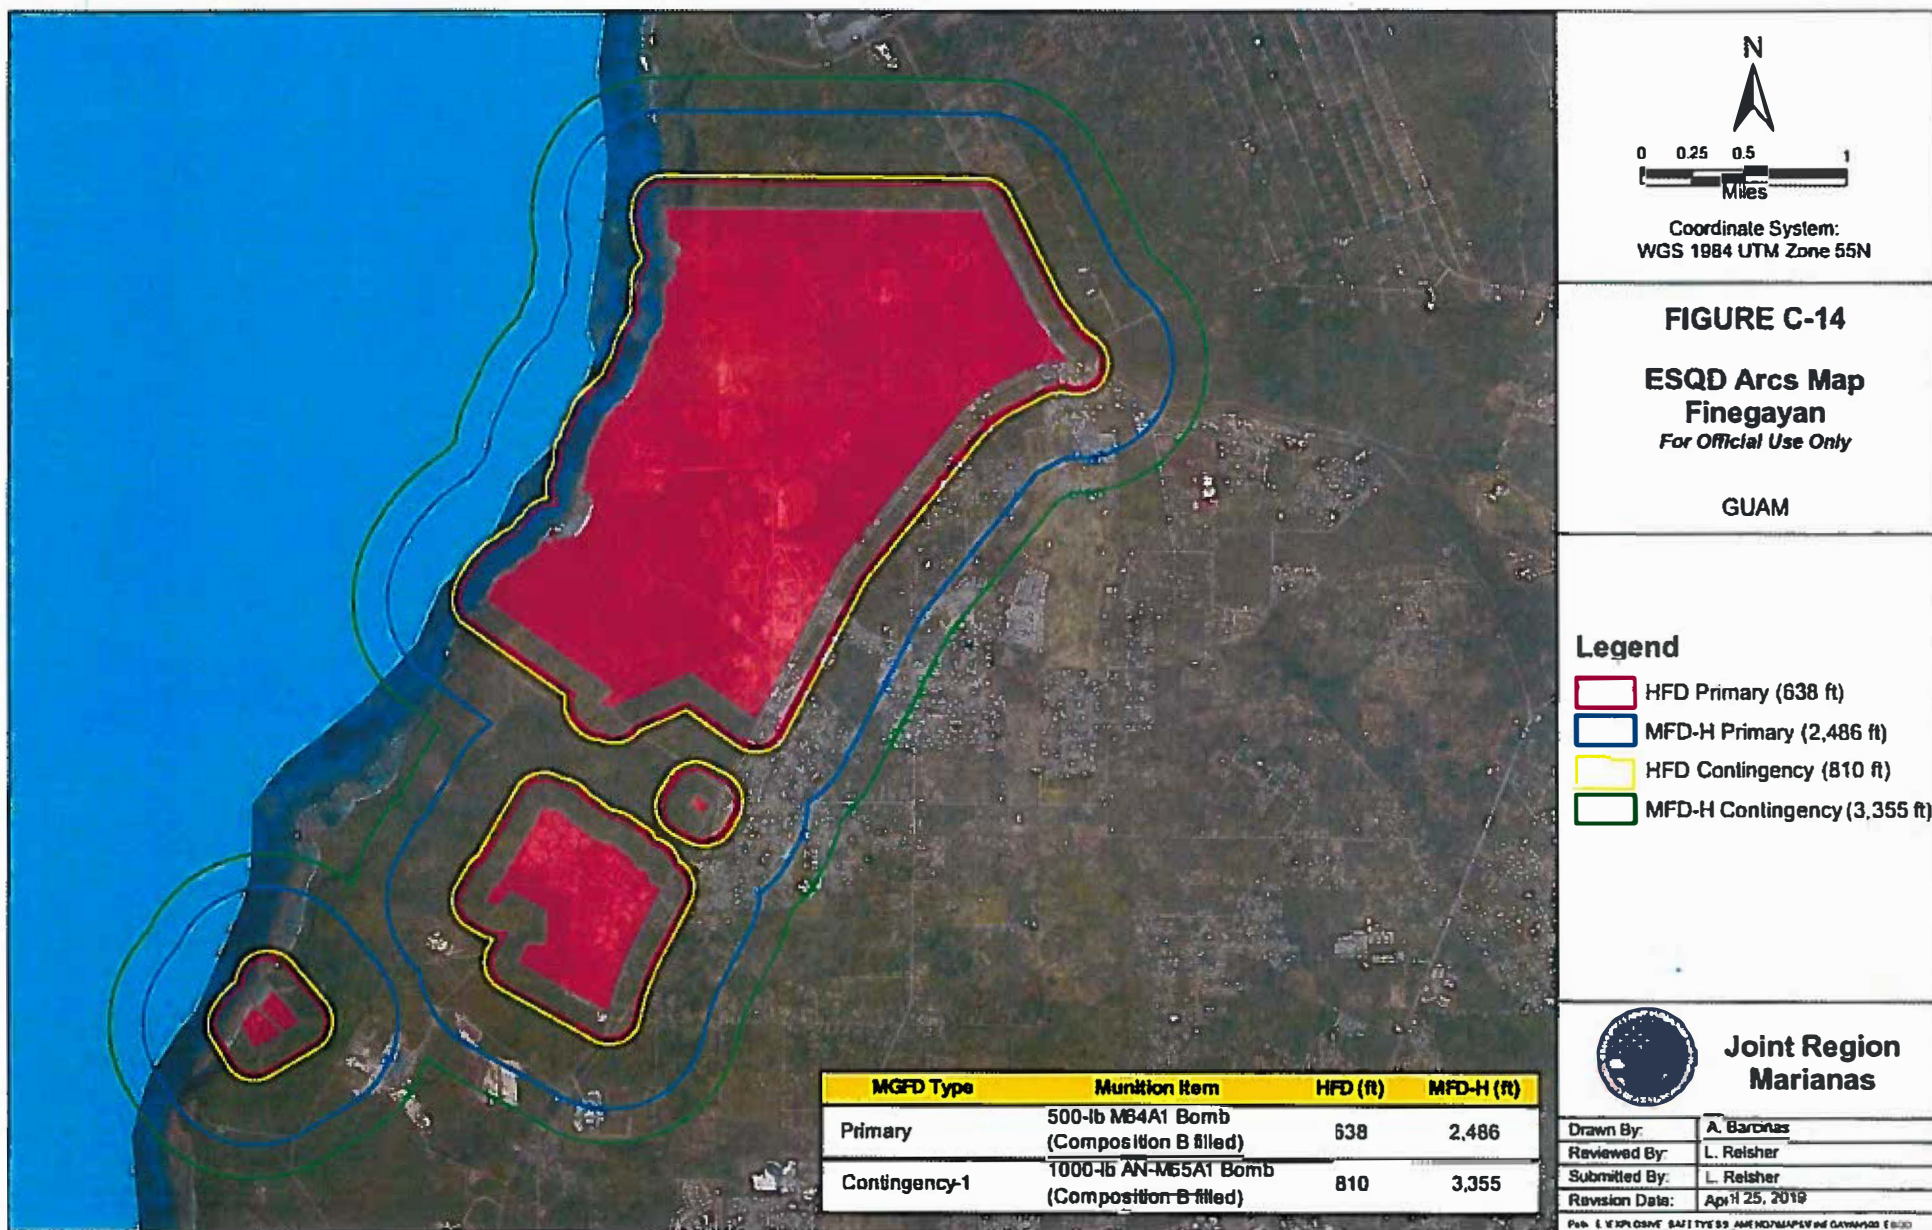 N
0 0.25 0.5 1
Miles
Coordinate System:
WGS 1984 UTM Zone 55N
FIGURE C-14
ESQD Arcs Map
Finegayan
For Official Use Only
GUAM
Legend
HFD Primary (638 ft)
MFD-H Primary (2,486 ft)
HFD Contingency (810 ft)
MFD-H Contingency (3,355 ft)
MGFD Type Munition Item HFD (ft) MFD-H (ft)
Primary 500-lb M64A1 Bomb (Composition B filled) 638 2,486
Contingency-1 1000-lb AN-M65A1 Bomb (Composition B filled) 810 3,355
Joint Region
Marianas
Drawn By: A. Barcinas
Reviewed By: L. Reisher
Submitted By: L. Reisher
Revision Date: April 25, 2019